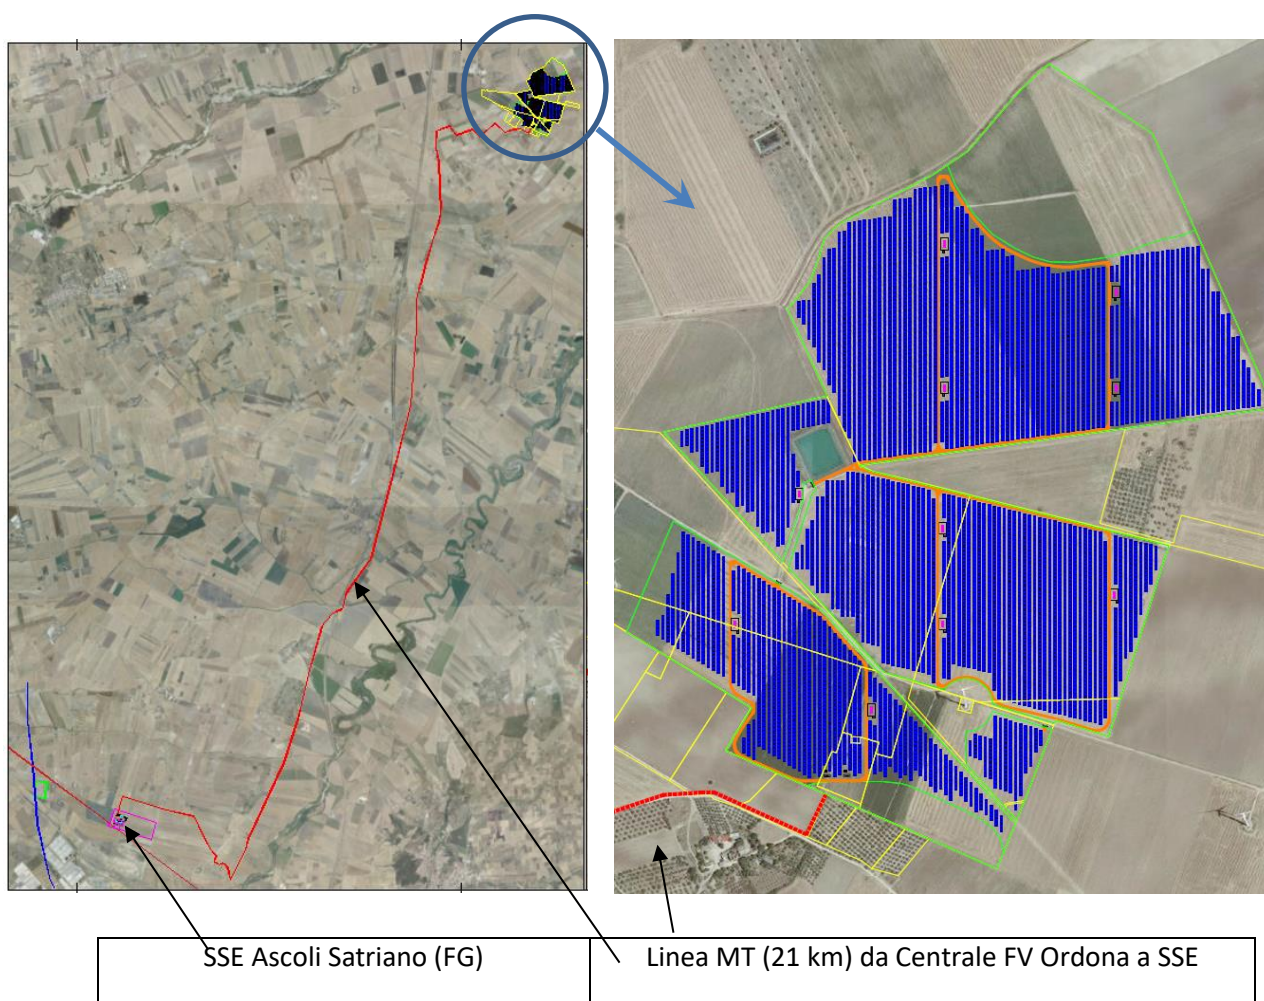 SSE Ascoli Satriano (FG)
Linea MT (21 km) da Centrale FV Ordona a SSE